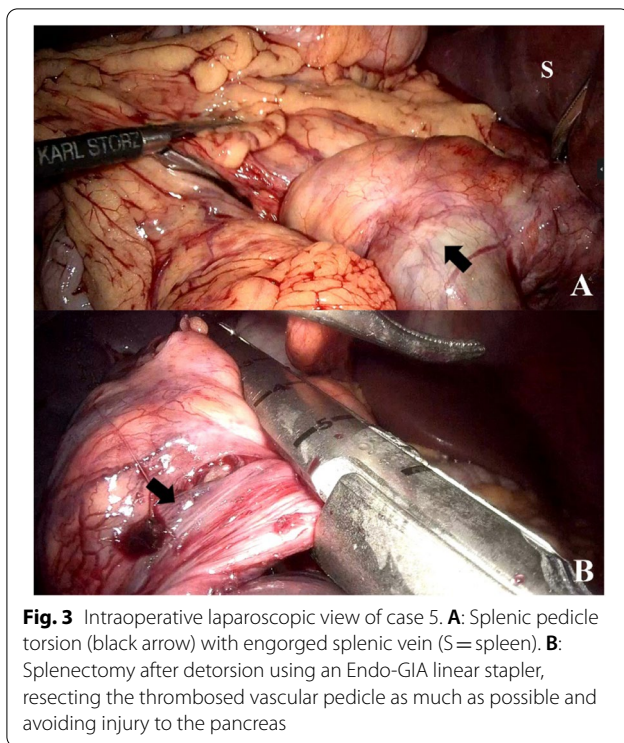 S
KARL STORZ
A
5
B
Fig. 3 Intraoperative laparoscopic view of case 5. A: Splenic pedicle
torsion (black arrow) with engorged splenic vein (S = spleen). B:
Splenectomy after detorsion using an Endo-GIA linear stapler,
resecting the thrombosed vascular pedicle as much as possible and
avoiding injury to the pancreas